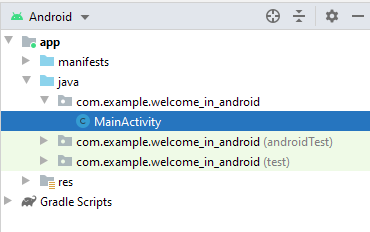 Android
app
manifests
java
com.example.welcome_in_android
MainActivity
com.example.welcome_in_android (androidTest)
com.example.welcome_in_android (test)
res
Gradle Scripts